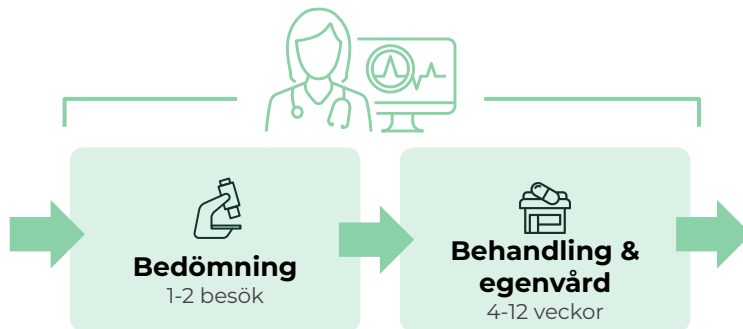 Bedömning
1-2 besök
Behandling &
egenvård
4-12 veckor